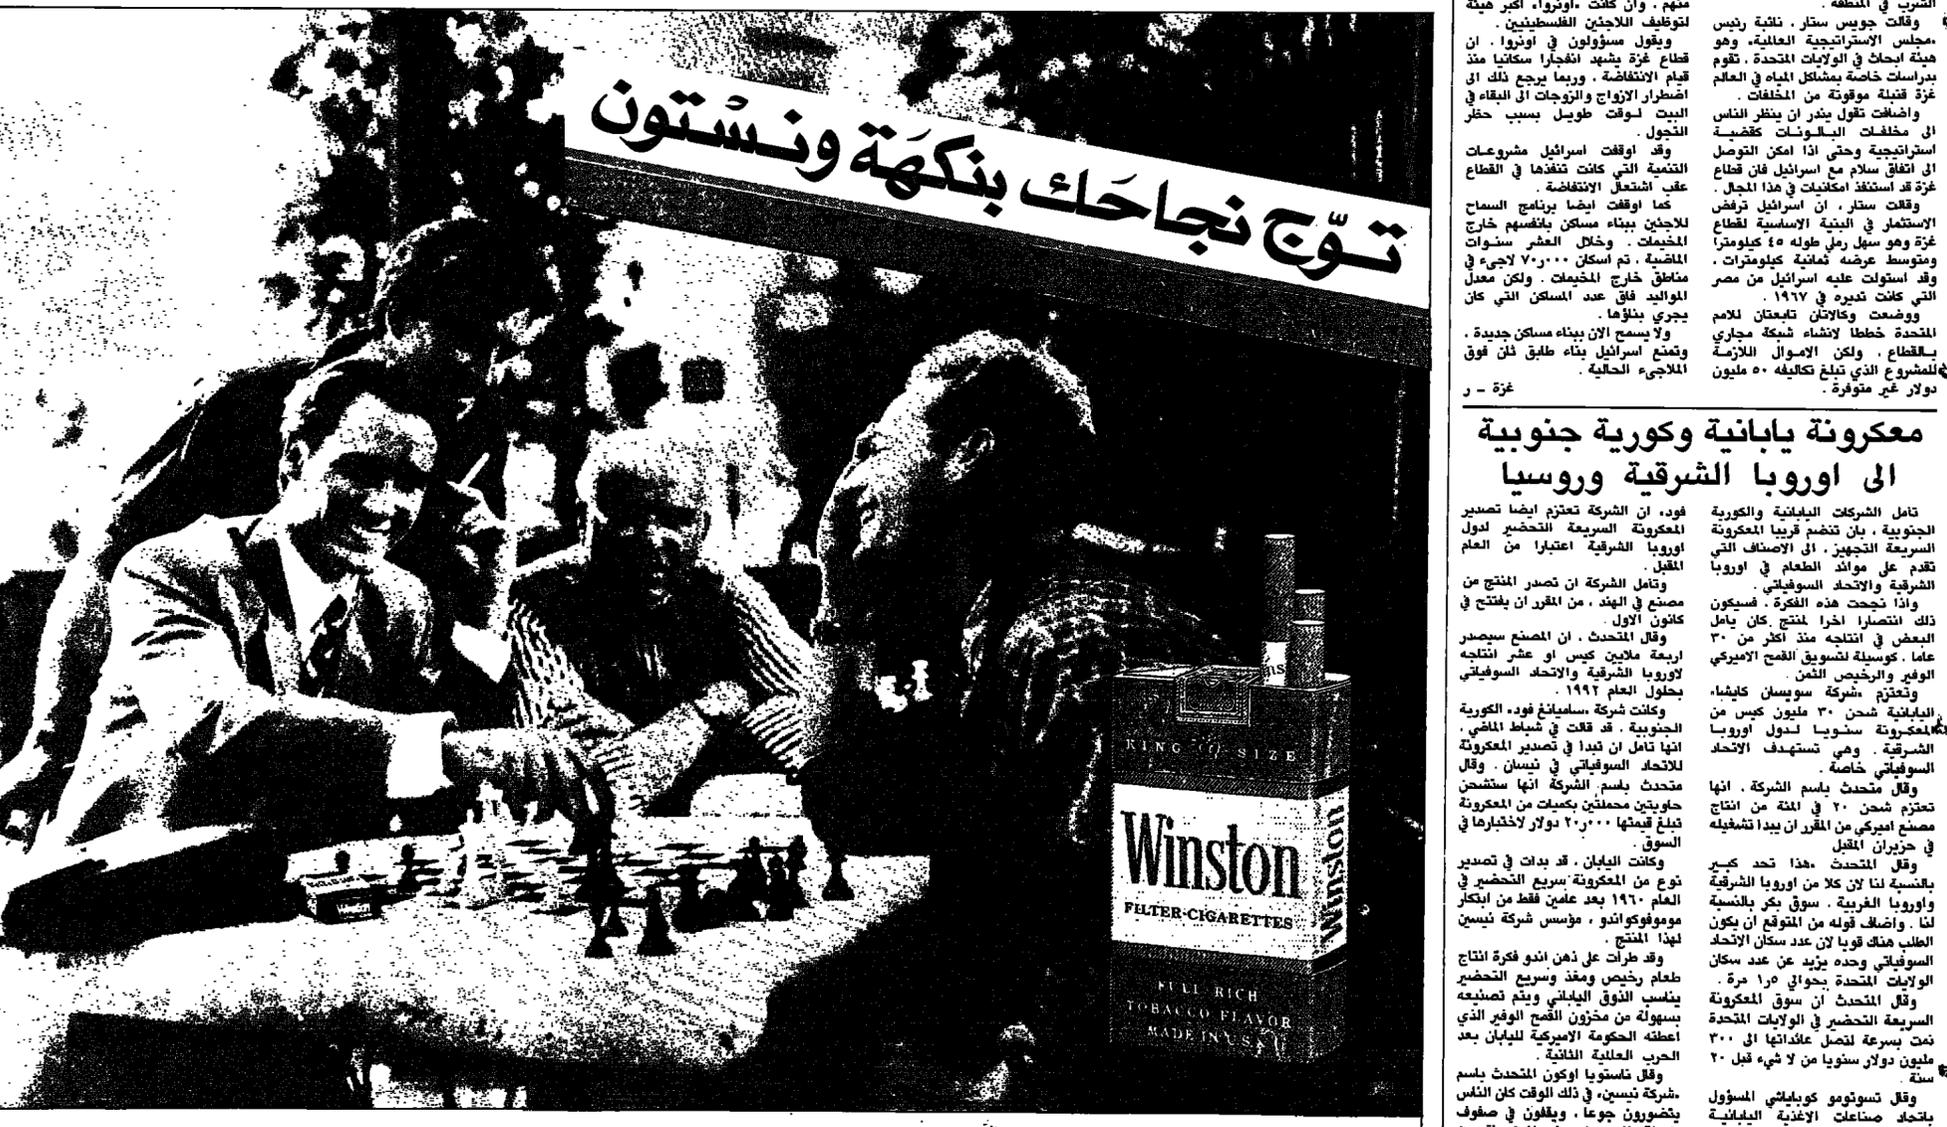 توّج نجاحَك بنكهَة ونسْتون
KING SIZE
Winston
FILTER-CIGARETTES
FULL RICH
TOBACCO FLAVOR
MADE IN U.S.A
Winston
الشرب في المنطقة .
وقالت جويس ستار ، نائبة رئيس
«مجلس الاستراتيجية العالمية» وهو
هيئة ابحاث في الولايات المتحدة ، تقوم
بدراسات خاصة بمشاكل المياه في العالم
غزة قنبلة موقوتة من المخلفات .
واضافت تقول يندر ان ينظر الناس
الى مخلفات البالونات كقضية
استراتيجية وحتى اذا امكن التوصل
الى اتفاق سلام مع اسرائيل فان قطاع
غزة قد استنفذ امكانيات في هذا المجال .
وقالت ستار ، ان اسرائيل ترفض
الاستثمار في البنية الاساسية لقطاع
غزة وهو سهل رملي طوله ٤٥ كيلومترا
ومتوسط عرضه ثمانية كيلومترات ،
وقد استولت عليه اسرائيل من مصر
التي كانت تديره في ١٩٦٧ .
ووضعت وكالاتان تابعتان للامم
المتحدة خططا لانشاء شبكة مجاري
بالقطاع ، ولكن الاموال اللازمة
للمشروع الذي تبلغ تكاليفه ٥٠ مليون
دولار غير متوفرة .
منهم ، وان كانت «اونروا» اكبر هيئة
لتوظيف اللاجئين الفلسطينيين .
ويقول مسؤولون في اونروا ، ان
قطاع غزة يشهد انفجارا سكانيا منذ
قيام الانتفاضة ، وربما يرجع ذلك الى
اضطرار الازواج والزوجات الى البقاء في
البيت لوقت طويل بسبب حظر
التجول .
وقد اوقفت اسرائيل مشروعات
التنمية التي كانت تنفذها في القطاع
عقب اشتعال الانتفاضة .
كما اوقفت ايضا برنامج السماح
للاجئين ببناء مساكن بانفسهم خارج
المخيمات . وخلال العشر سنوات
الماضية ، تم اسكان ٧٠٫٠٠٠ لاجىء في
مناطق خارج المخيمات . ولكن معدل
المواليد فاق عدد المساكن التي كان
يجري بناؤها .
ولا يسمح الان ببناء مساكن جديدة ،
وتمنع اسرائيل بناء طابق ثان فوق
الملاجىء الحالية .
غزة - ر
معكرونة يابانية وكورية جنوبية
الى اوروبا الشرقية وروسيا
تامل الشركات اليابانية والكورية
الجنوبية ، بان تنضم قريبا المعكرونة
السريعة التجهيز ، الى الاصناف التي
تقدم على موائد الطعام في اوروبا
الشرقية والاتحاد السوفياتي .
واذا نجحت هذه الفكرة ، فسيكون
ذلك انتصارا اخرا لمنتج كان يامل
البعض في انتاجه منذ اكثر من ٣٠
عاما ، كوسيلة لتسويق القمح الاميركي
الوفير والرخيص الثمن .
وتعتزم «شركة سويسان كايشا»
اليابانية شحن ٣٠ مليون كيس من
المعكرونة سنويا لدول اوروبا
الشرقية . وهي تستهدف الاتحاد
السوفياتي خاصة .
وقال متحدث باسم الشركة ، انها
تعتزم شحن ٢٠ في المئة من انتاج
مصنع اميركي من المقرر ان يبدا تشغيله
في حزيران المقبل
وقال المتحدث «هذا تحد كبير
بالنسبة لنا لان كلا من اوروبا الشرقية
واوروبا الغربية ، سوق بكر بالنسبة
لنا . واضاف قوله من المتوقع ان يكون
الطلب هناك قويا لان عدد سكان الاتحاد
السوفياتي وحده يزيد عن عدد سكان
الولايات المتحدة بحوالي ١٫٥ مرة .
وقال المتحدث ان سوق المعكرونة
السريعة التحضير في الولايات المتحدة
نمت بسرعة لتصل عائداتها الى ٣٠٠
مليون دولار سنويا من لا شيء قبل ٢٠
سنة .
وقال تسوتومو كوباياشي المسؤول
باتحاد صناعات الاغذية اليابانية
فود» ان الشركة تعتزم ايضا تصدير
المعكرونة السريعة التحضير لدول
اوروبا الشرقية اعتبارا من العام
المقبل .
وتامل الشركة ان تصدر المنتج من
مصنع في الهند ، من المقرر ان يفتتح في
كانون الاول .
وقال المتحدث ، ان المصنع سيصدر
اربعة ملايين كيس او عشر انتاجه
لاوروبا الشرقية والاتحاد السوفياتي
بحلول العام ١٩٩٢ .
وكانت شركة «ساميانغ فود» الكورية
الجنوبية ، قد قالت في شباط الماضي ،
انها تامل ان تبدا في تصدير المعكرونة
للاتحاد السوفياتي في نيسان . وقال
متحدث باسم الشركة انها ستشحن
حاويتين محملتين بكميات من المعكرونة
تبلغ قيمتها ٢٠٫٠٠٠ دولار لاختبارها في
السوق .
وكانت اليابان ، قد بدات في تصدير
نوع من المعكرونة سريع التحضير في
العام ١٩٦٠ بعد عامين فقط من ابتكار
موموفوكو اندو ، مؤسس شركة نيسين
لهذا المنتج .
وقد طرأت على ذهن اندو فكرة انتاج
طعام رخيص ومغذ وسريع التحضير
يناسب الذوق الياباني ويتم تصنيعه
بسهولة من مخزون القمح الوفير الذي
اعطته الحكومة الاميركية لليابان بعد
الحرب العالمية الثانية .
وقال ناستويا اوكون المتحدث باسم
«شركة نيسين» في ذلك الوقت كان الناس
يتضورون جوعا ، ويقفون في صفوف